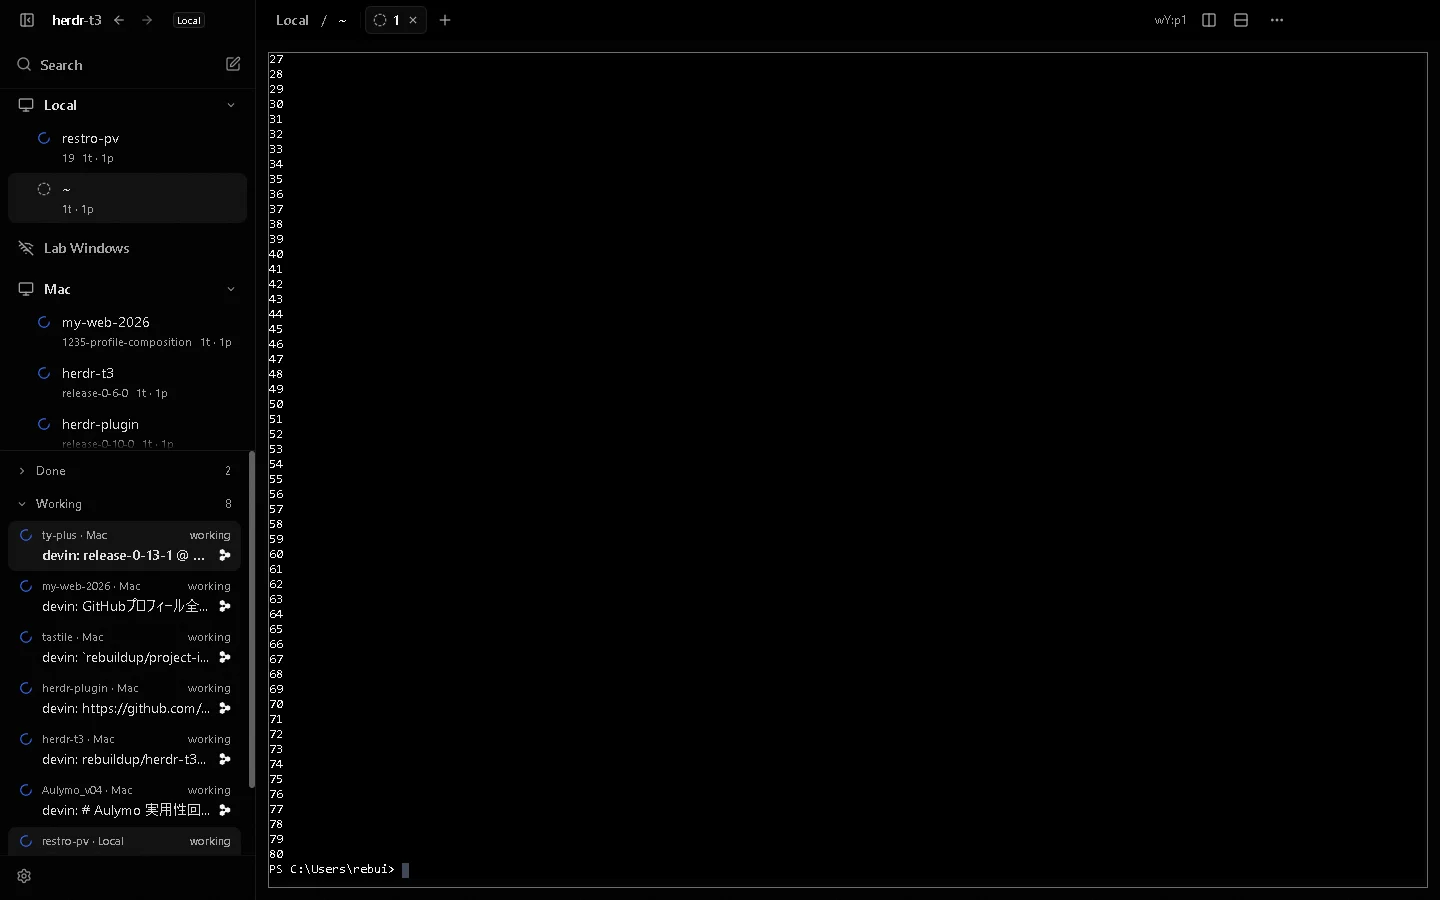 herdr-t3
Local
Search
Local
restro-pv
19 1t · 1p
~
1t · 1p
Lab Windows
Mac
my-web-2026
1235-profile-composition 1t · 1p
herdr-t3
release-0-6-0 1t · 1p
herdr-plugin
release-0-10-0 1t · 1p
Done 2
Working 8
ty-plus · Mac working
devin: release-0-13-1 @ ...
my-web-2026 · Mac working
devin: GitHubプロフィール全...
tastile · Mac working
devin: `rebuildup/project-i...
herdr-plugin · Mac working
devin: https://github.com/...
herdr-t3 · Mac working
devin: rebuildup/herdr-t3...
Aulymo_v04 · Mac working
devin: # Aulymo 実用性回...
restro-pv · Local working
Local / ~ 1 × +
wY:p1
27
28
29
30
31
32
33
34
35
36
37
38
39
40
41
42
43
44
45
46
47
48
49
50
51
52
53
54
55
56
57
58
59
60
61
62
63
64
65
66
67
68
69
70
71
72
73
74
75
76
77
78
79
80
PS C:\Users\rebui>